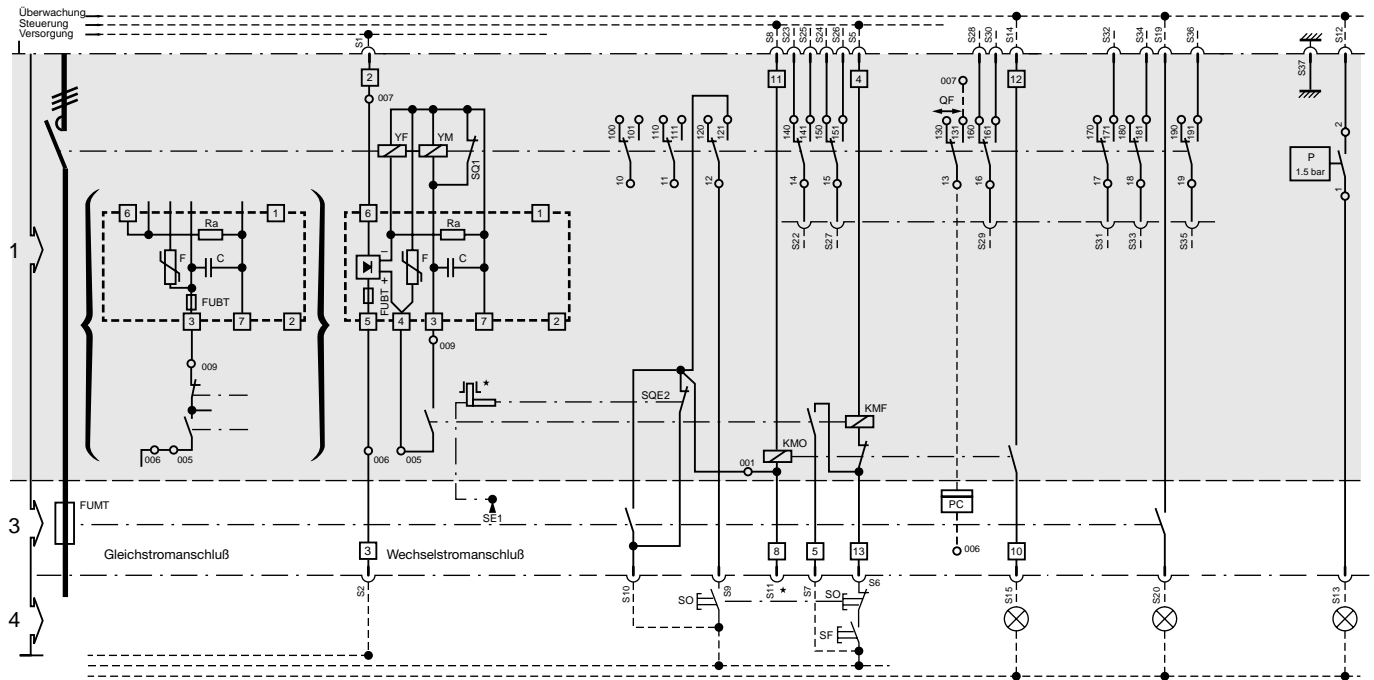 Überwachung
Steuerung
Versorgung
S1
S8
S23
S25
S24
S26
S5
S28
S30
S14
S32
S34
S19
S36
S37
S12
2
007
11
4
007
12
QF
YF
YM
SQ1
100
101
110
111
120
121
140
141
150
151
130
131
160
161
170
171
180
181
190
191
2
P
1.5 bar
1
10
11
12
14
15
13
16
17
18
19
6
1
Ra
F
C
FUBT
3
7
2
6
1
Ra
–
+
F
C
FUBT
5
4
3
7
2
S22
S27
S29
S31
S33
S35
1
009
009
★
SQE2
KMF
KMO
006
005
006
005
001
FUMT
SE1
PC
006
3
Gleichstromanschluß
3
Wechselstromanschluß
8
5
13
10
S2
S10
S9
S11
★
S7
S6
S15
S20
S13
SO
SO
SF
4